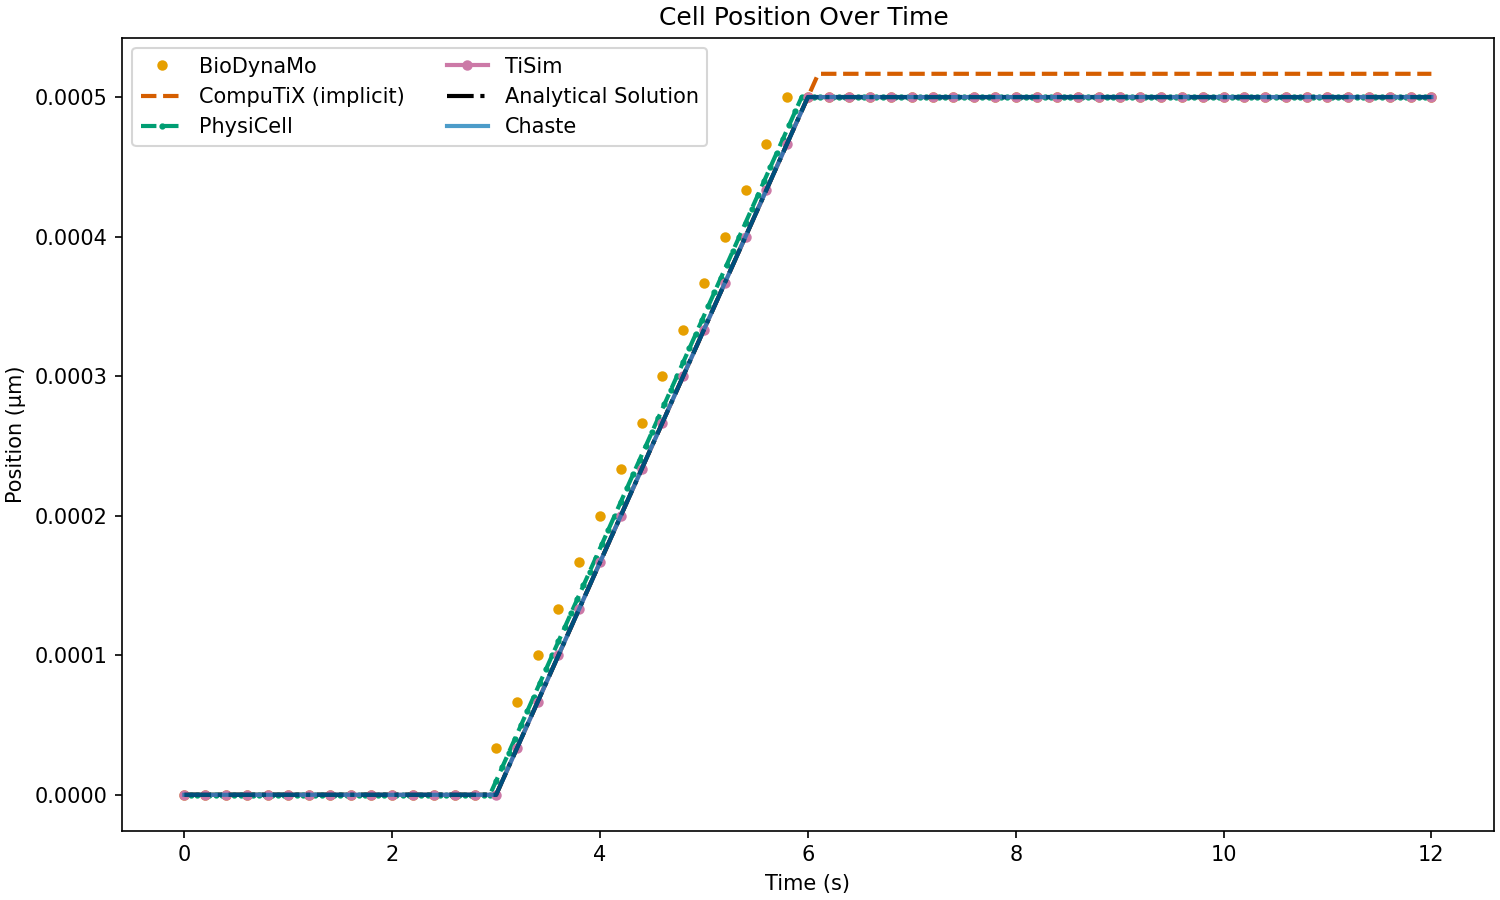 Cell Position Over Time
BioDynaMo
CompuTiX (implicit)
PhysiCell
TiSim
Analytical Solution
Chaste
Position (μm)
0.0005
0.0004
0.0003
0.0002
0.0001
0.0000
0 2 4 6 8 10 12
Time (s)